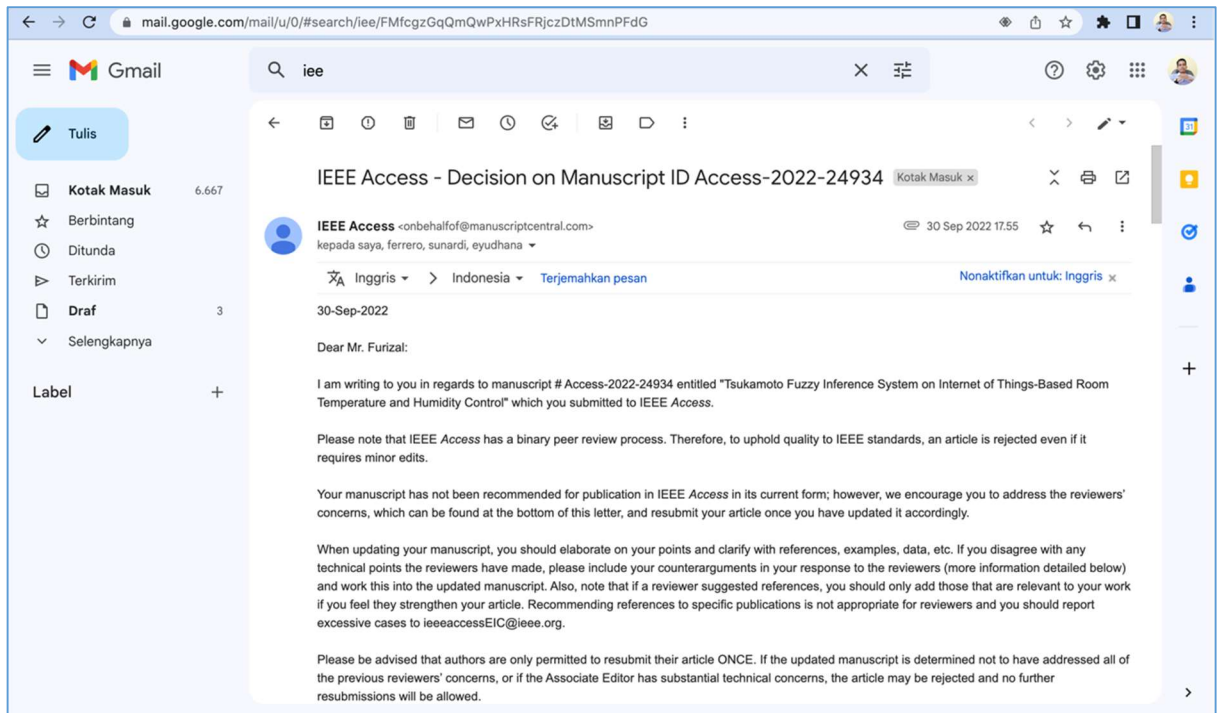 mail.google.com/mail/u/0/#search/iee/FMfcgzGqQmQwPxHRsFRjczDtMSmnPFdG
Gmail
iee
Tulis
Kotak Masuk 6.667
Berbintang
Ditunda
Terkirim
Draf 3
Selengkapnya
Label
31
IEEE Access - Decision on Manuscript ID Access-2022-24934 Kotak Masuk ×
IEEE Access <onbehalfof@manuscriptcentral.com> 30 Sep 2022 17.55
kepada saya, ferrero, sunardi, eyudhana
Inggris > Indonesia Terjemahkan pesan Nonaktifkan untuk: Inggris ×
30-Sep-2022
Dear Mr. Furizal:
I am writing to you in regards to manuscript # Access-2022-24934 entitled "Tsukamoto Fuzzy Inference System on Internet of Things-Based Room
Temperature and Humidity Control" which you submitted to IEEE Access.
Please note that IEEE Access has a binary peer review process. Therefore, to uphold quality to IEEE standards, an article is rejected even if it
requires minor edits.
Your manuscript has not been recommended for publication in IEEE Access in its current form; however, we encourage you to address the reviewers'
concerns, which can be found at the bottom of this letter, and resubmit your article once you have updated it accordingly.
When updating your manuscript, you should elaborate on your points and clarify with references, examples, data, etc. If you disagree with any
technical points the reviewers have made, please include your counterarguments in your response to the reviewers (more information detailed below)
and work this into the updated manuscript. Also, note that if a reviewer suggested references, you should only add those that are relevant to your work
if you feel they strengthen your article. Recommending references to specific publications is not appropriate for reviewers and you should report
excessive cases to ieeeaccessEIC@ieee.org.
Please be advised that authors are only permitted to resubmit their article ONCE. If the updated manuscript is determined not to have addressed all of
the previous reviewers' concerns, or if the Associate Editor has substantial technical concerns, the article may be rejected and no further
resubmissions will be allowed.